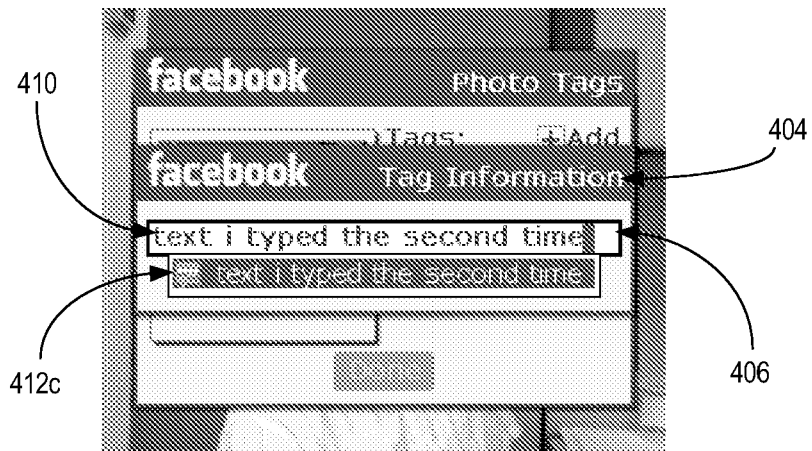 facebook Photo Tags
410
Tags: Add
404
facebook Tag Information
text i typed the second time
text i typed the second time
412c
406